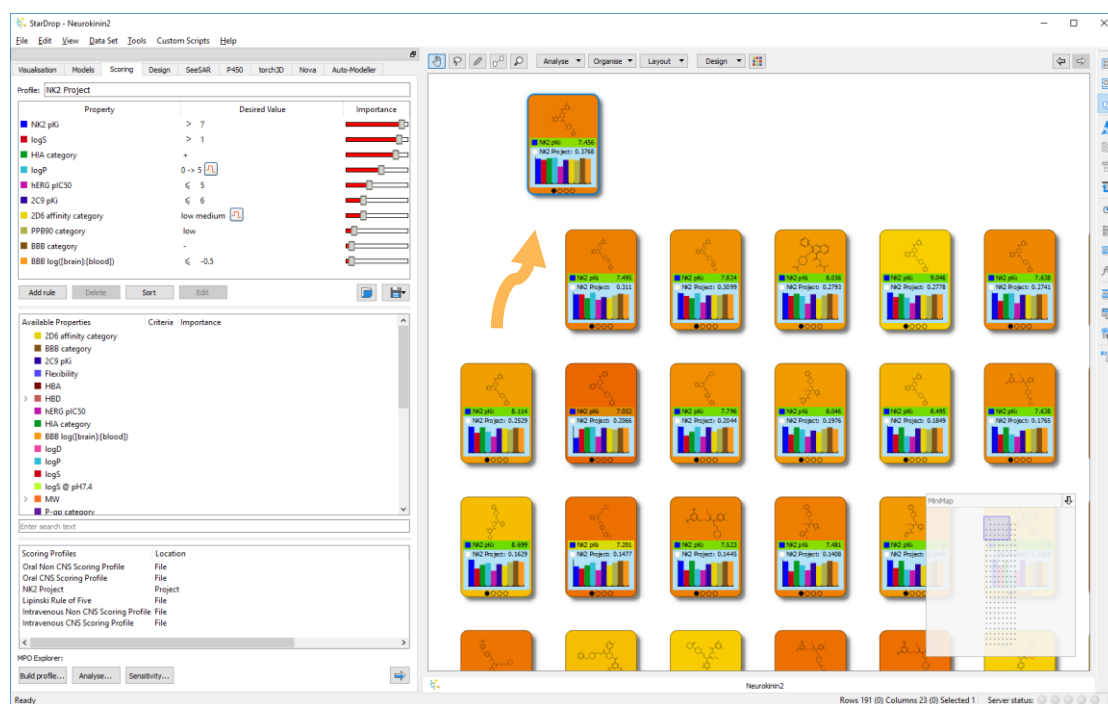 StarDrop - Neurokinin2
File Edit View Data Set Tools Custom Scripts Help
Visualisation Models Scoring Design SeeSAR P450 torch3D Nova Auto-Modeller
Profile: NK2 Project
Property Desired Value Importance
NK2 pKi > 7
logS > 1
HIA category +
logP 0 -> 5
hERG pIC50 ≤ 5
2C9 pKi ≤ 6
2D6 affinity category low medium
PPB90 category low
BBB category -
BBB log([brain]:[blood]) ≤ -0.5
Add rule Delete Sort Edit
Available Properties Criteria Importance
2D6 affinity category
BBB category
2C9 pKi
Flexibility
HBA
HBD
hERG pIC50
HIA category
BBB log([brain]:[blood])
logD
logP
logS
logS @ pH7.4
MW
P-gp category
Enter search text
Scoring Profiles Location
Oral Non CNS Scoring Profile File
Oral CNS Scoring Profile File
NK2 Project Project
Lipinski Rule of Five File
Intravenous Non CNS Scoring Profile File
Intravenous CNS Scoring Profile File
MPO Explorer:
Build profile... Analyse... Sensitivity...
Ready
Analyse Organise Layout Design
NK2 pKi 7.456
NK2 Project: 0.3768
NK2 pKi 7.495 NK2 pKi 7.824 NK2 pKi 8.036 NK2 pKi 9.046 NK2 pKi 7.638
NK2 Project: 0.311 NK2 Project: 0.3099 NK2 Project: 0.2793 NK2 Project: 0.2778 NK2 Project: 0.2741
NK2 pKi 8.114 NK2 pKi 7.032 NK2 pKi 7.796 NK2 pKi 8.046 NK2 pKi 8.495 NK2 pKi 7.638
NK2 Project: 0.2529 NK2 Project: 0.2066 NK2 Project: 0.2044 NK2 Project: 0.1976 NK2 Project: 0.1849 NK2 Project: 0.1765
MiniMap
NK2 pKi 8.699 NK2 pKi 7.201 NK2 pKi 7.523 NK2 pKi 7.481 NK2 pKi
NK2 Project: 0.1629 NK2 Project: 0.1477 NK2 Project: 0.1445 NK2 Project: 0.1408 NK2 Project:
Neurokinin2
Rows 191 (0) Columns 23 (0) Selected 1 Server status: